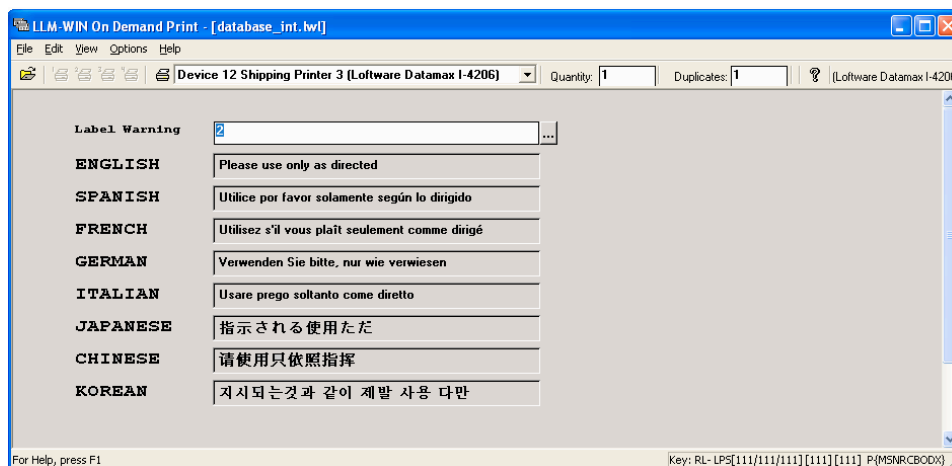 LLM-WIN On Demand Print - [database_int.lwl]
File Edit View Options Help
Device 12 Shipping Printer 3 (Loftware Datamax I-4206) Quantity: 1 Duplicates: 1 (Loftware Datamax I-420
Label Warning 2 ...
ENGLISH Please use only as directed
SPANISH Utilice por favor solamente según lo dirigido
FRENCH Utilisez s'il vous plaît seulement comme dirigé
GERMAN Verwenden Sie bitte, nur wie verwiesen
ITALIAN Usare prego soltanto come diretto
JAPANESE 指示される使用ただ
CHINESE 请使用只依照指挥
KOREAN 지시되는것과 같이 제발 사용 다만
For Help, press F1 Key: RL- LPS[111/111/111] [111] [111] P{MSNRCBODX}